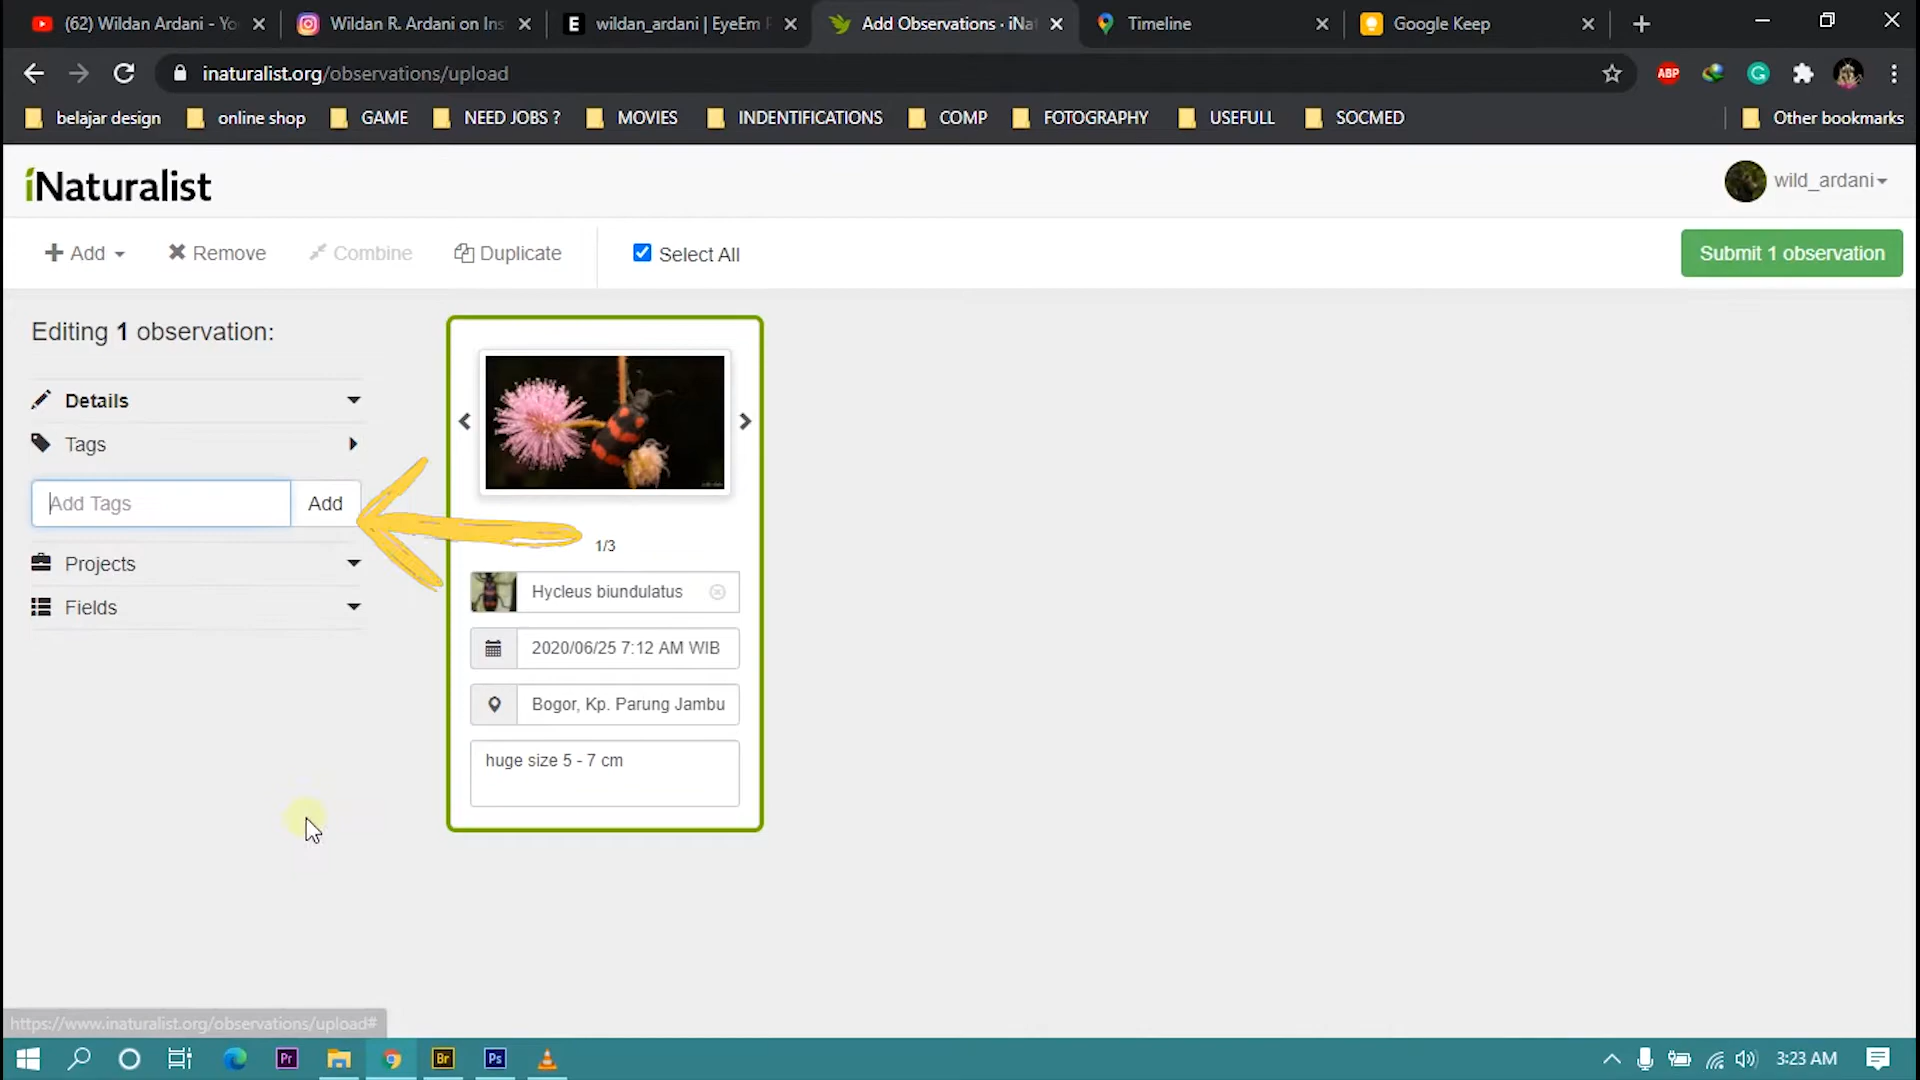 (62) Wildan Ardani - Yo
Wildan R. Ardani on Ins
wildan_ardani | EyeEm P
Add Observations · iNat
Timeline
Google Keep
inaturalist.org/observations/upload
ABP
belajar design
online shop
GAME
NEED JOBS ?
MOVIES
INDENTIFICATIONS
COMP
FOTOGRAPHY
USEFULL
SOCMED
Other bookmarks
iNaturalist
wild_ardani
Add
Remove
Combine
Duplicate
Select All
Submit 1 observation
Editing 1 observation:
Details
Tags
Add Tags
Add
Projects
Fields
1/3
Hycleus biundulatus
2020/06/25 7:12 AM WIB
Bogor, Kp. Parung Jambu
huge size 5 - 7 cm
https://www.inaturalist.org/observations/upload#
Pr
Br
Ps
3:23 AM